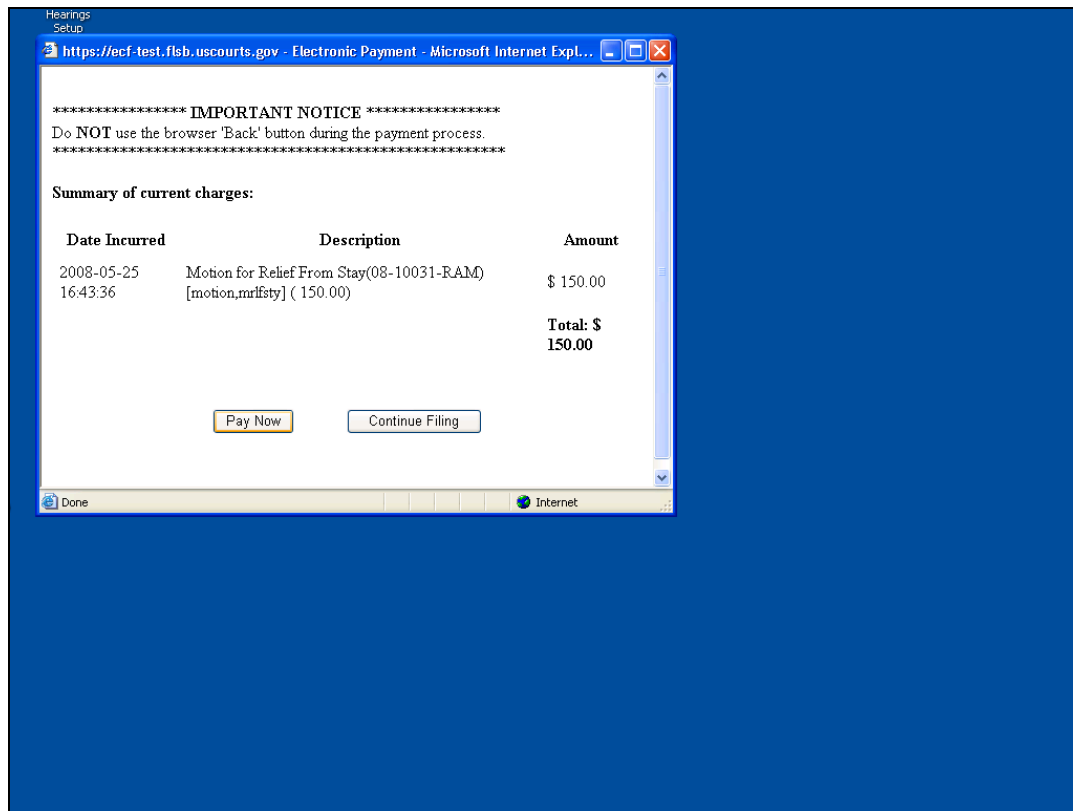 Hearings
Setup
https://ecf-test.flsb.uscourts.gov - Electronic Payment - Microsoft Internet Expl...
**************** IMPORTANT NOTICE ****************
Do NOT use the browser 'Back' button during the payment process.
******************************************************
Summary of current charges:
Date Incurred Description Amount
2008-05-25 Motion for Relief From Stay(08-10031-RAM) $ 150.00
16:43:36 [motion,mrlfsty] ( 150.00)
Total: $
150.00
Pay Now Continue Filing
Done Internet